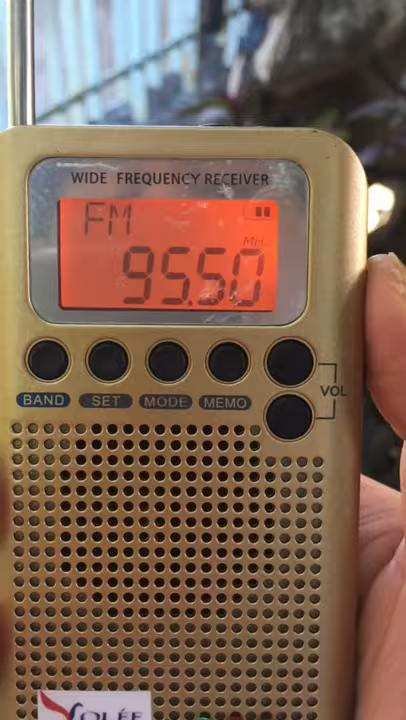 WIDE FREQUENCY RECEIVER
FM
MHz
95.50
BAND SET MODE MEMO
VOL